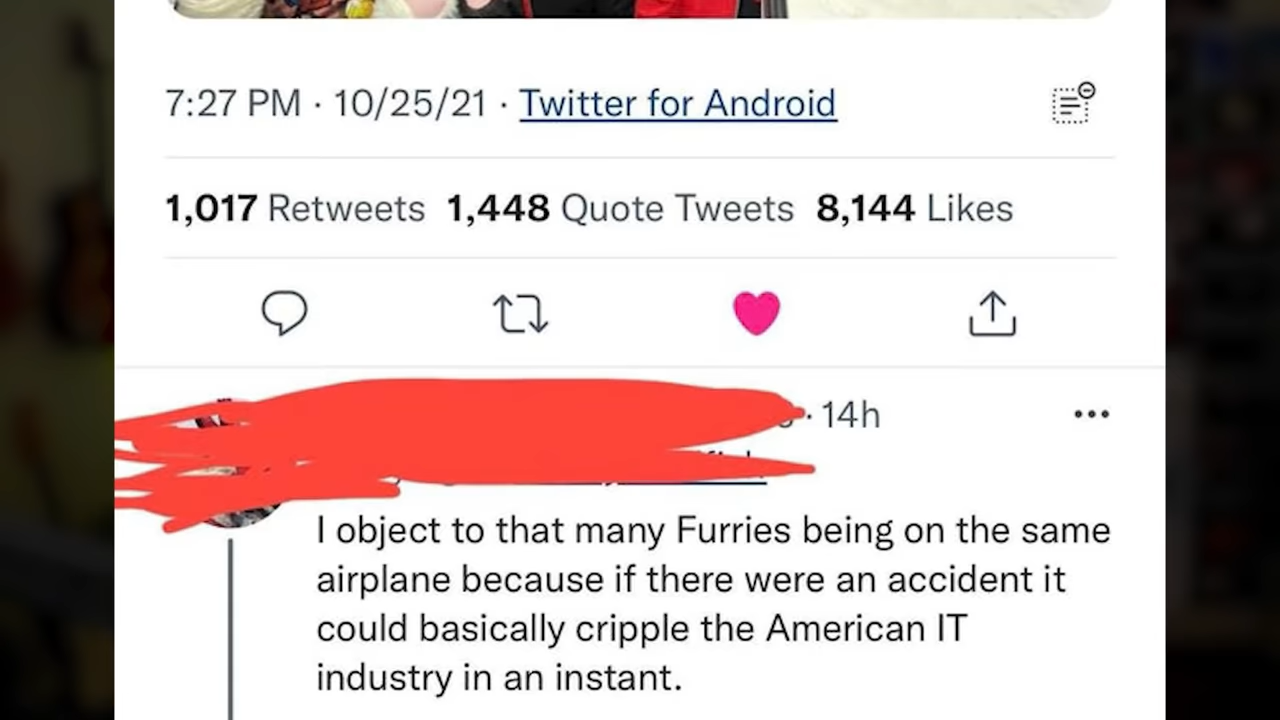 7:27 PM · 10/25/21 · Twitter for Android
1,017 Retweets 1,448 Quote Tweets 8,144 Likes
· 14h
I object to that many Furries being on the same
airplane because if there were an accident it
could basically cripple the American IT
industry in an instant.